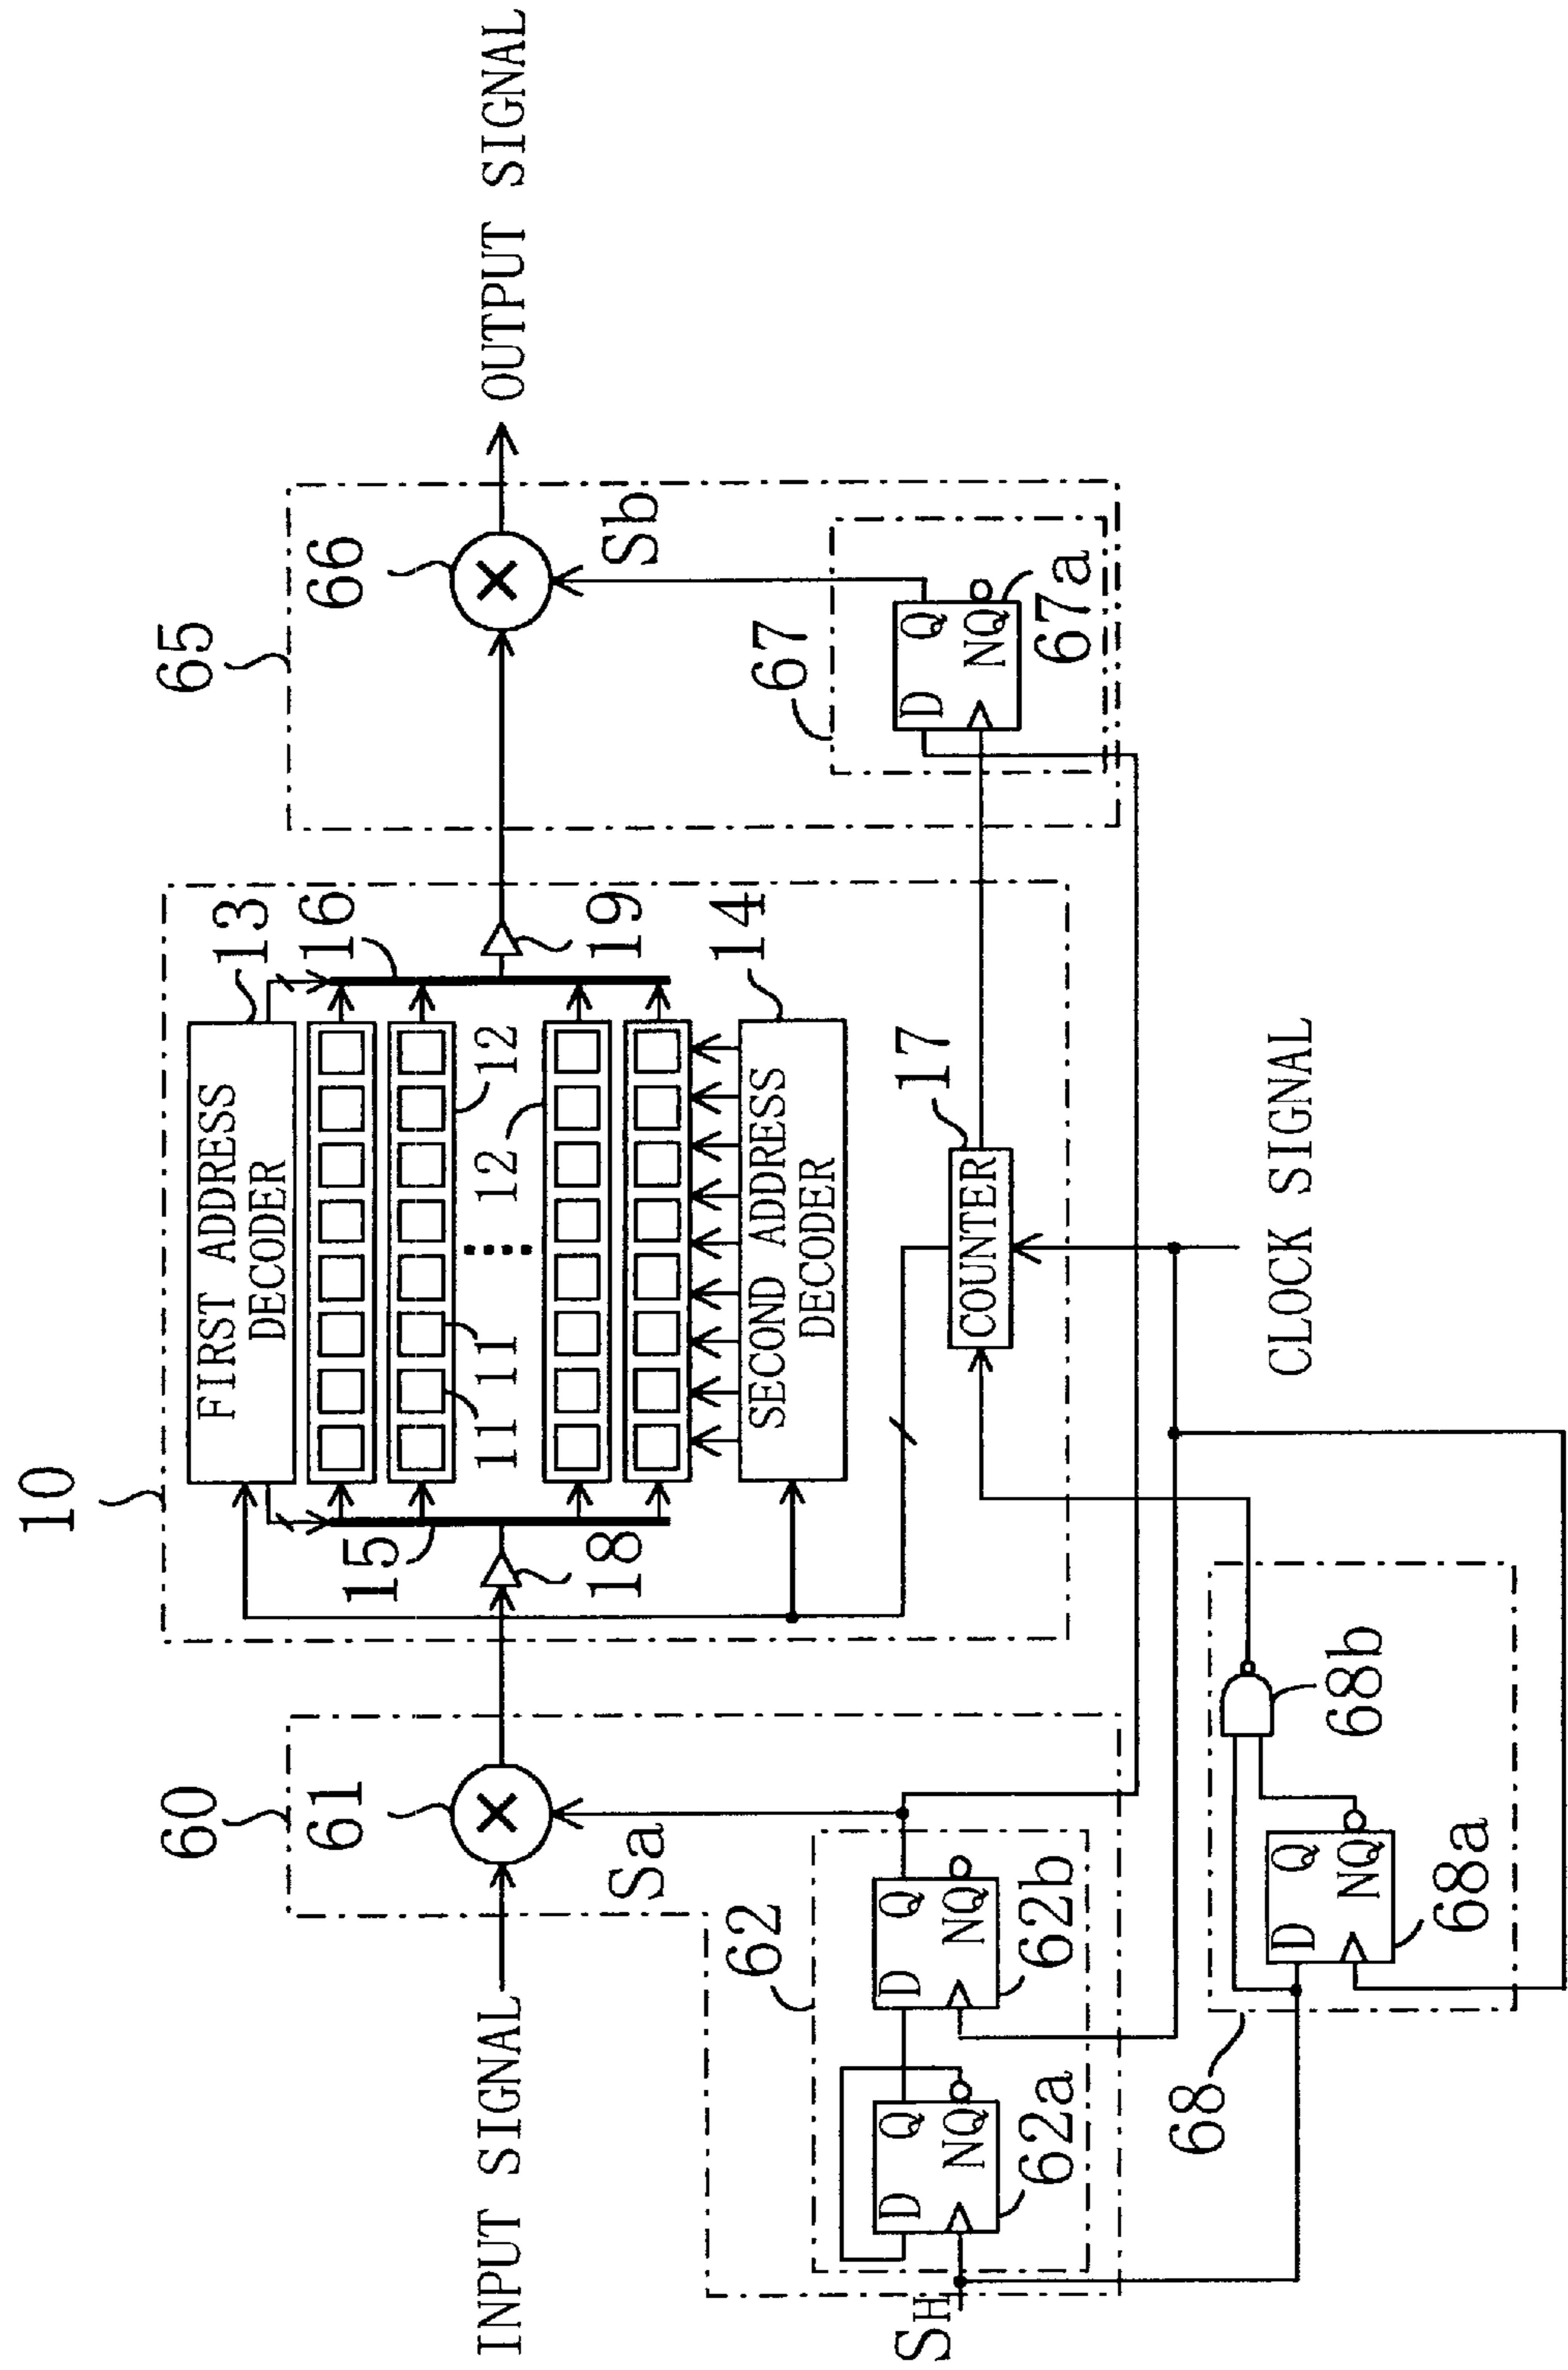 10
FIRST ADDRESS
DECODER
13
16
15
18
19
11
11
12
12
SECOND ADDRESS
DECODER
14
COUNTER
17
60
61
INPUT SIGNAL
Sa
62
D
Q
NQ
62a
D
Q
NQ
62b
SH
65
66
OUTPUT SIGNAL
Sb
67
D
Q
NQ
67a
CLOCK SIGNAL
68
D
Q
NQ
68a
68b